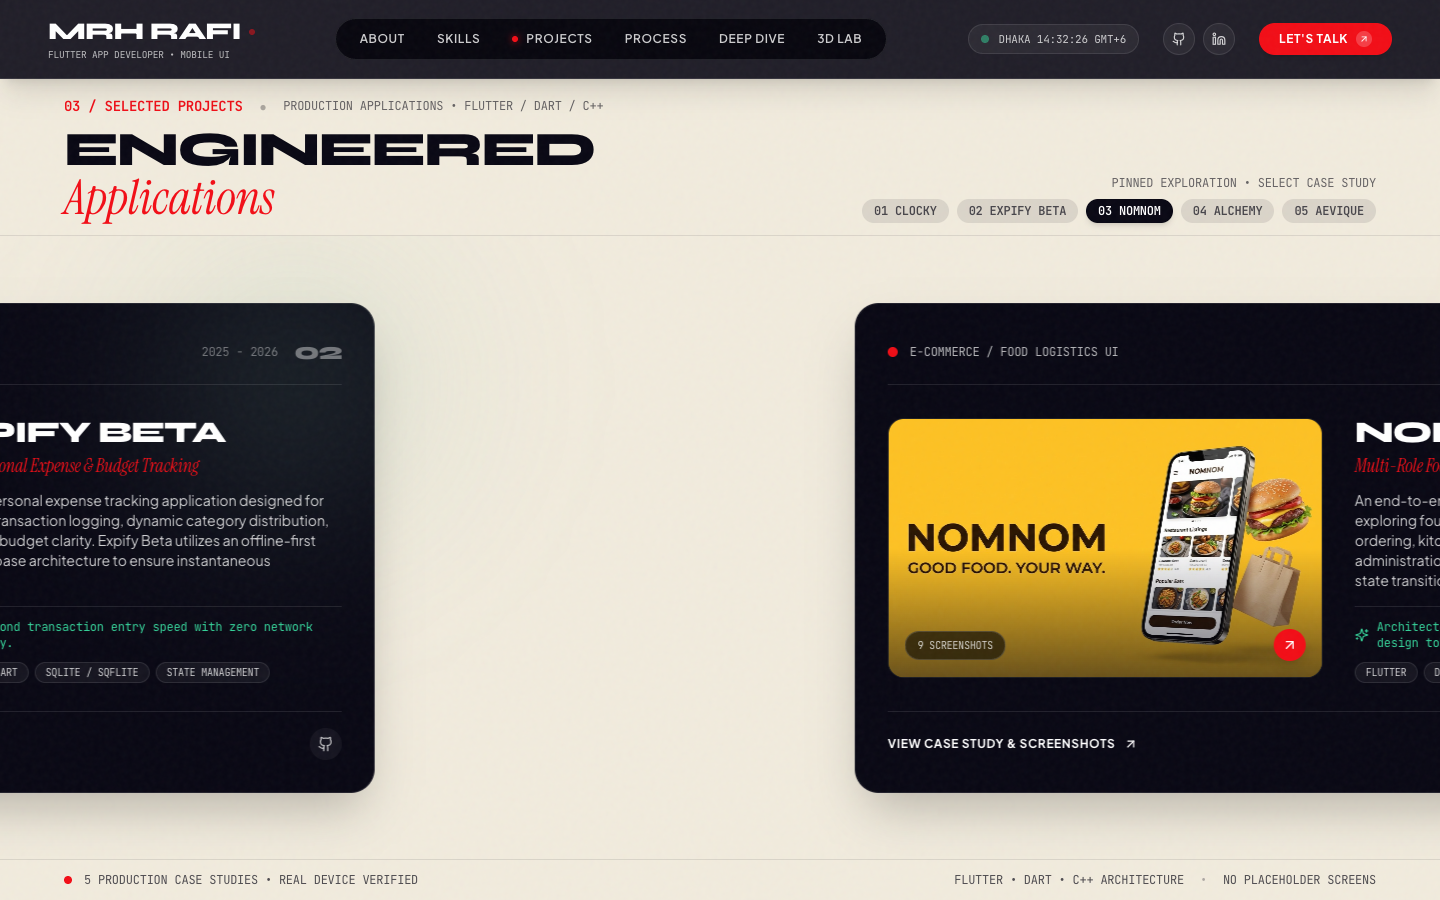 MRH RAFI
FLUTTER APP DEVELOPER • MOBILE UI
ABOUT
SKILLS
PROJECTS
PROCESS
DEEP DIVE
3D LAB
DHAKA 14:32:26 GMT+6
LET'S TALK
03 / SELECTED PROJECTS
PRODUCTION APPLICATIONS • FLUTTER / DART / C++
ENGINEERED
Applications
PINNED EXPLORATION • SELECT CASE STUDY
01 CLOCKY
02 EXPIFY BETA
03 NOMNOM
04 ALCHEMY
05 AEVIQUE
2025 - 2026 02
PIFY BETA
onal Expense & Budget Tracking
ersonal expense tracking application designed for
ransaction logging, dynamic category distribution,
budget clarity. Expify Beta utilizes an offline-first
base architecture to ensure instantaneous
ond transaction entry speed with zero network
y.
ART
SQLITE / SQFLITE
STATE MANAGEMENT
E-COMMERCE / FOOD LOGISTICS UI
NOMNOM
GOOD FOOD. YOUR WAY.
NOMNOM
Restaurant Listings
Popular Eats
9 SCREENSHOTS
Multi-Role Fo
An end-to-e
exploring fou
ordering, kitc
administratio
state transiti
Architect
design to
FLUTTER
VIEW CASE STUDY & SCREENSHOTS
5 PRODUCTION CASE STUDIES • REAL DEVICE VERIFIED
FLUTTER • DART • C++ ARCHITECTURE • NO PLACEHOLDER SCREENS